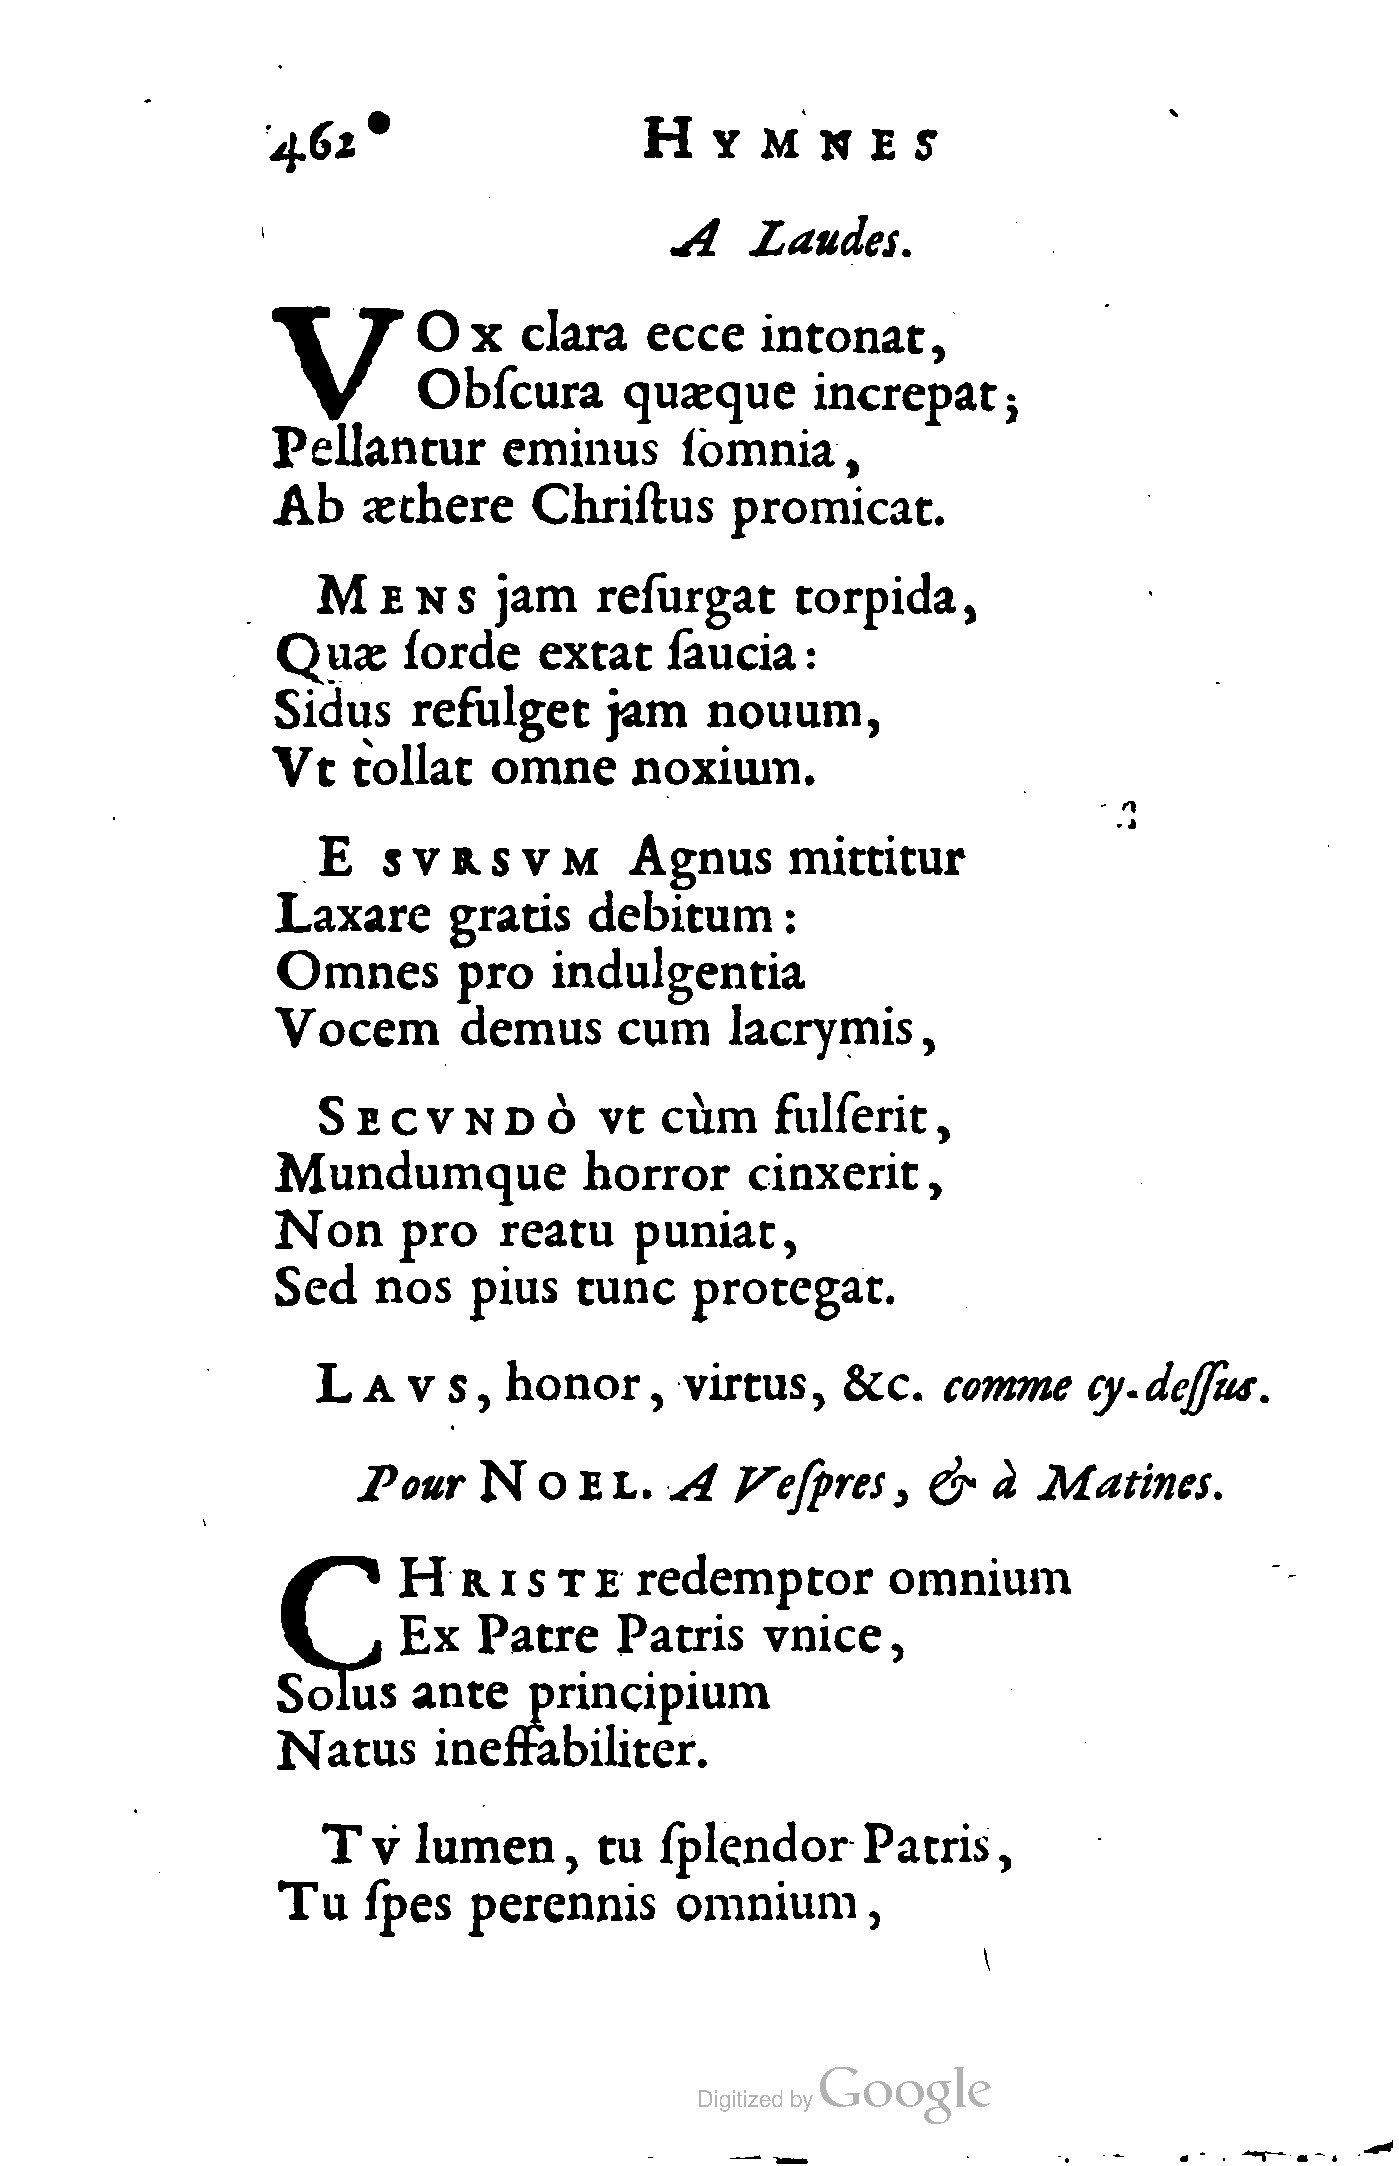 462 HYMNES
A Laudes.
VOx clara ecce intonat,
Obſcura quæque increpat;
Pellantur eminus ſomnia,
Ab æthere Chriſtus promicat.
MENS jam reſurgat torpida,
Quæ ſorde extat ſaucia:
Sidus refulget jam nouum,
Vt tollat omne noxium.
E SVRSVM Agnus mittitur
Laxare gratis debitum:
Omnes pro indulgentia
Vocem demus cum lacrymis,
SECVNDÒ vt cùm fulſerit,
Mundumque horror cinxerit,
Non pro reatu puniat,
Sed nos pius tunc protegat.
LAVS, honor, virtus, &c. comme cy-deſſus.
Pour NOEL. A Veſpres, & à Matines.
CHRISTE redemptor omnium
Ex Patre Patris vnice,
Solus ante principium
Natus ineffabiliter.
TV lumen, tu ſplendor Patris,
Tu ſpes perennis omnium,
Digitized by Google